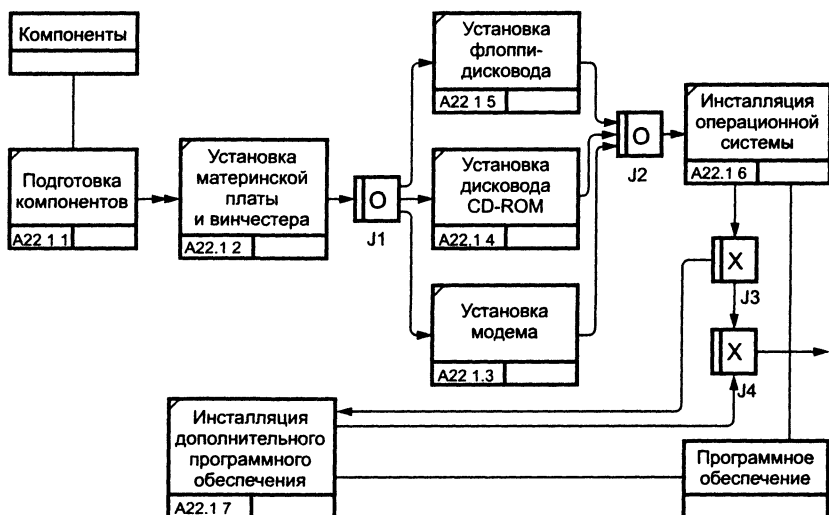 Компоненты
Подготовка
компонентов
A22 1 1
Установка
материнской
платы
и винчестера
A22.1 2
O
J1
Установка
флоппи-
дисковода
A22 1 5
Установка
дисковода
CD-ROM
A22,1 4
Установка
модема
A22 1.3
O
J2
Инсталляция
операционной
системы
A22.1 6
X
J3
X
J4
Инсталляция
дополнительного
программного
обеспечения
A22.1 7
Программное
обеспечение